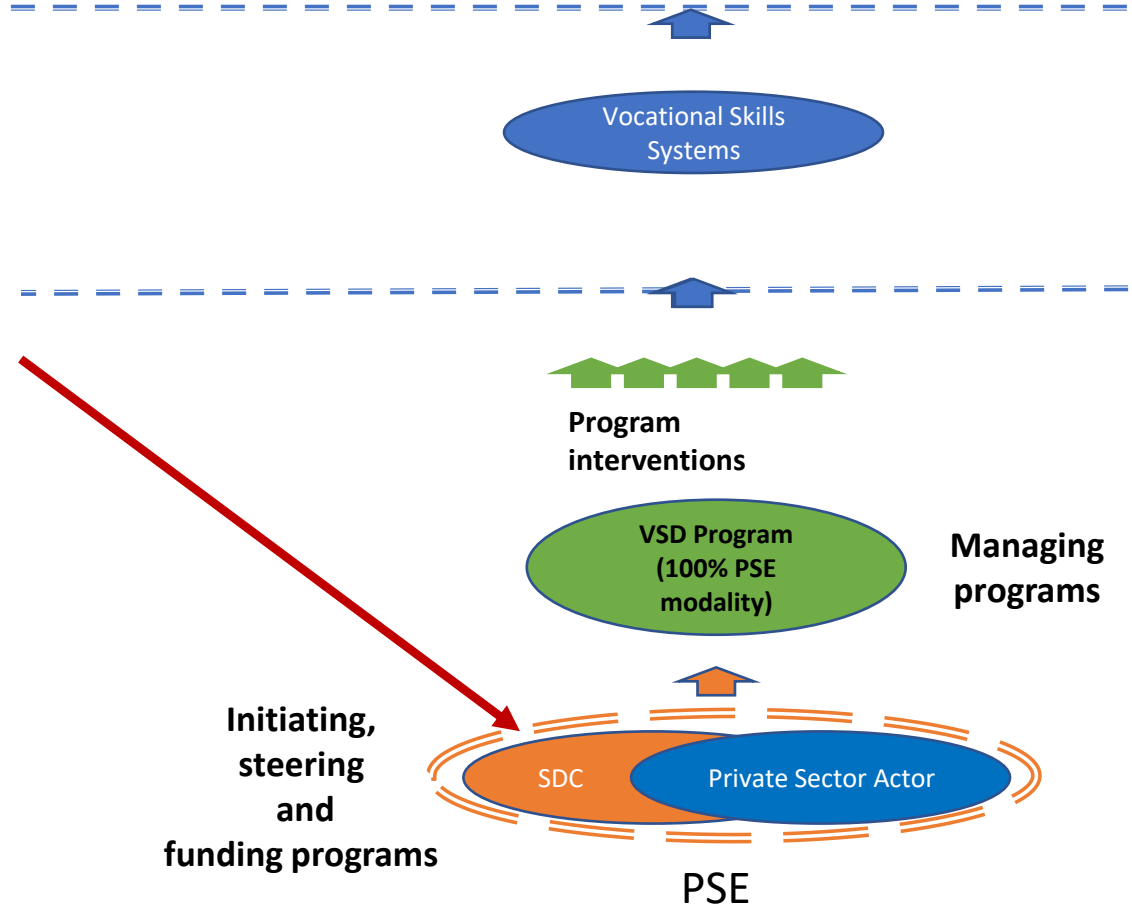 Vocational Skills
Systems
Program
interventions
VSD Program
(100% PSE
modality)
Managing
programs
Initiating,
steering
and
funding programs
SDC
Private Sector Actor
PSE